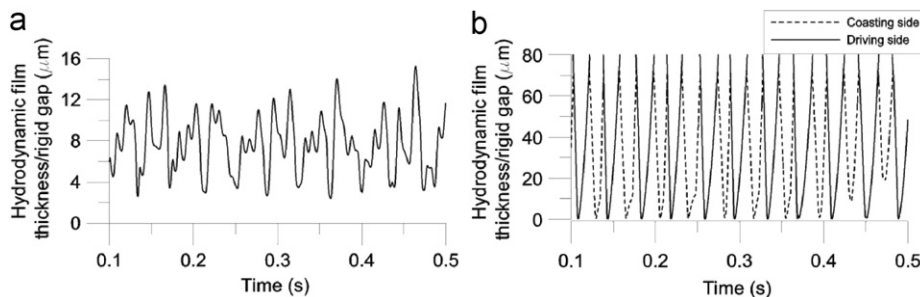 a
Hydrodynamic film
thickness/rigid gap (μm)
16
12
8
4
0
0.1
0.2
0.3
0.4
0.5
Time (s)
b
Coasting side
Driving side
Hydrodynamic film
thickness/rigid gap (μm)
80
60
40
20
0
0.1
0.2
0.3
0.4
0.5
Time (s)